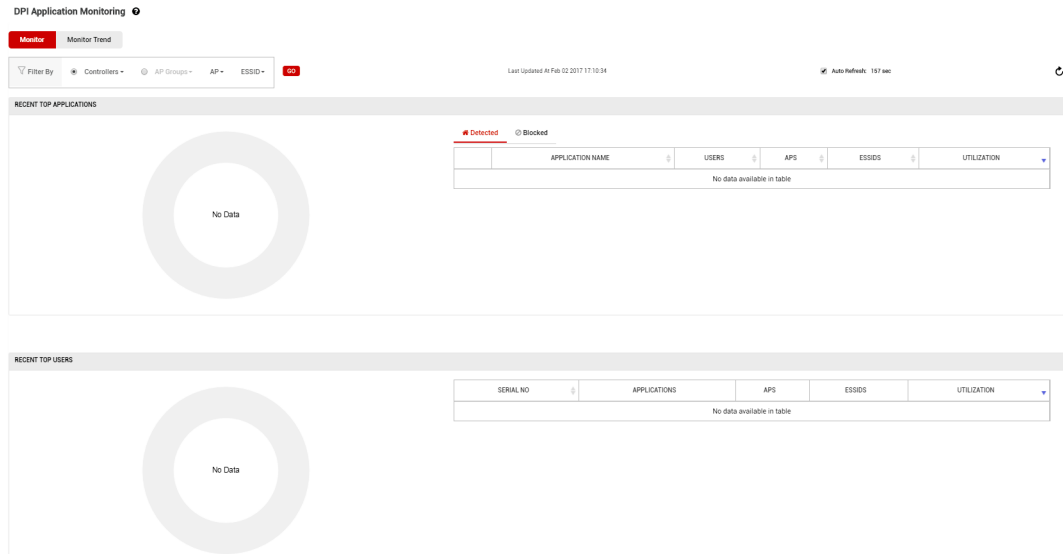 DPI Application Monitoring
Monitor Monitor Trend
Filter By Controllers AP Groups AP ESSID GO Last Updated At Feb 02 2017 17:10:34 Auto Refresh: 157 sec
RECENT TOP APPLICATIONS
Detected Blocked
APPLICATION NAME USERS APS ESSIDS UTILIZATION
No data available in table
No Data
RECENT TOP USERS
SERIAL NO APPLICATIONS APS ESSIDS UTILIZATION
No data available in table
No Data